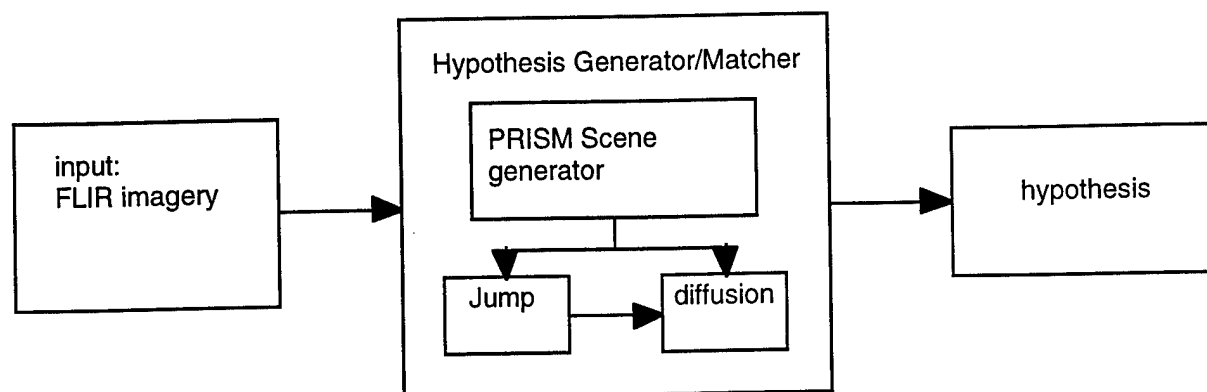 input:
FLIR imagery
Hypothesis Generator/Matcher
PRISM Scene
generator
Jump
diffusion
hypothesis